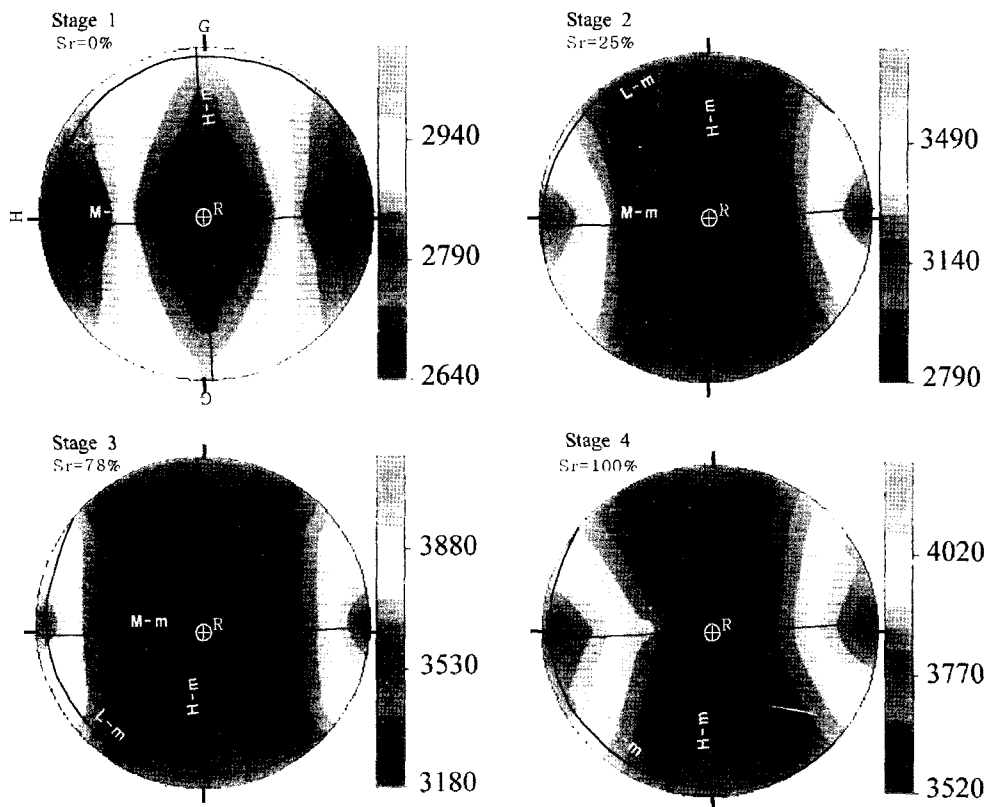 Stage 1
Sr=0%
G
H-m
M-
R
H
G
2940
2790
2640
Stage 2
Sr=25%
L-m
H-m
M-m
R
3490
3140
2790
Stage 3
Sr=78%
M-m
R
H-m
L-m
3880
3530
3180
Stage 4
Sr=100%
R
H-m
m
4020
3770
3520